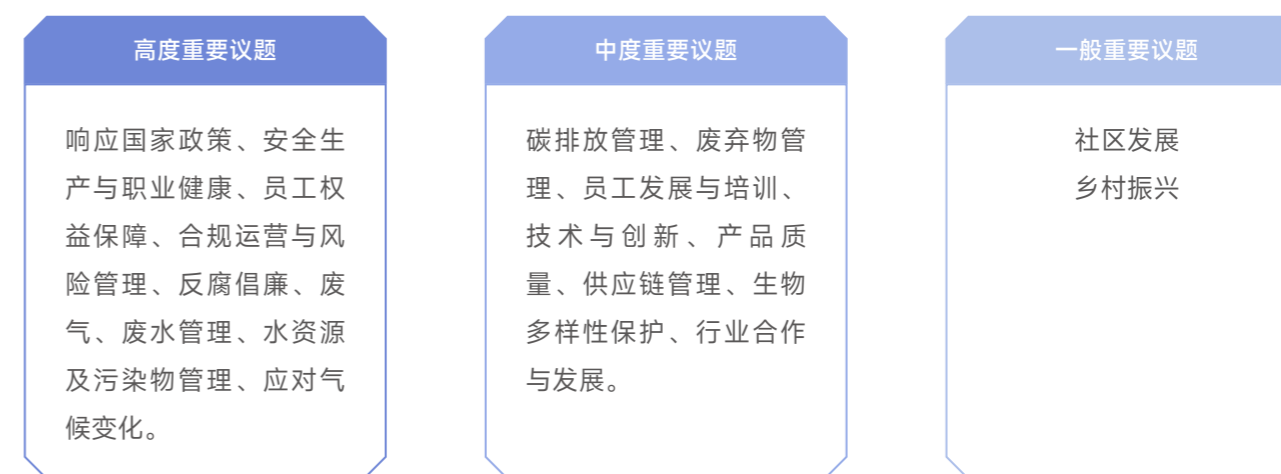 高度重要议题
响应国家政策、安全生
产与职业健康、员工权
益保障、合规运营与风
险管理、反腐倡廉、废
气、废水管理、水资源
及污染物管理、应对气
候变化。
中度重要议题
碳排放管理、废弃物管
理、员工发展与培训、
技术与创新、产品质
量、供应链管理、生物
多样性保护、行业合作
与发展。
一般重要议题
社区发展
乡村振兴